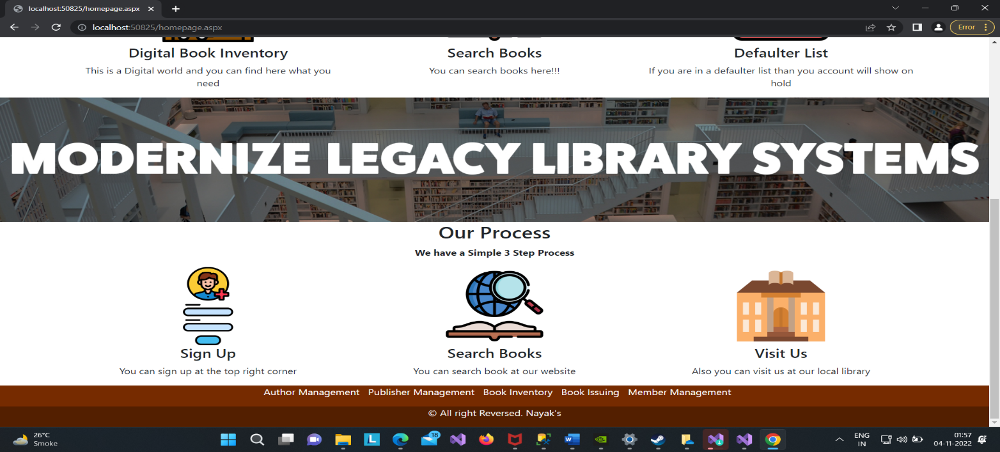 localhost:50825/homepage.aspx
localhost:50825/homepage.aspx
Error
Digital Book Inventory
This is a Digital world and you can find here what you
need
Search Books
You can search books here!!!
Defaulter List
If you are in a defaulter list than you account will show on
hold
MODERNIZE LEGACY LIBRARY SYSTEMS
Our Process
We have a Simple 3 Step Process
Sign Up
You can sign up at the top right corner
Search Books
You can search book at our website
Visit Us
Also you can visit us at our local library
Author Management Publisher Management Book Inventory Book Issuing Member Management
© All right Reversed. Nayak's
26°C
Smoke
L
18
W
ENG
IN
01:57
04-11-2022